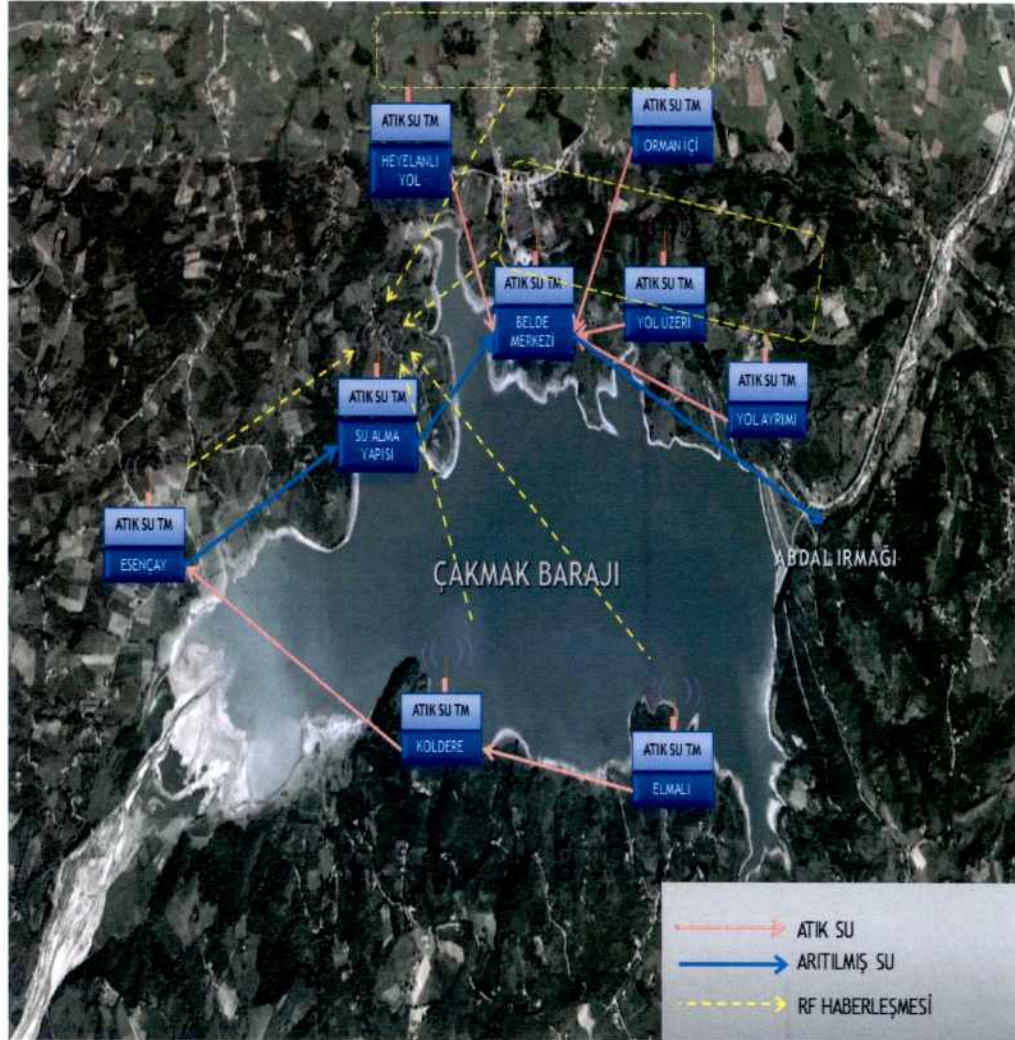 ATIK SU TM
HEYELANLI
YOL
ATIK SU TM
ORMAN İÇİ
ATIK SU TM
BELDE
MERKEZİ
ATIK SU TM
YOL ÜZERİ
ATIK SU TM
SU ALMA
YAPISI
ATIK SU TM
YOL AYRIMI
ATIK SU TM
ESENÇAY
ÇAKMAK BARAJI
ABDAL IRMAĞI
ATIK SU TM
KOLDERE
ATIK SU TM
ELMALI
ATIK SU
ARITILMIŞ SU
RF HABERLEŞMESİ